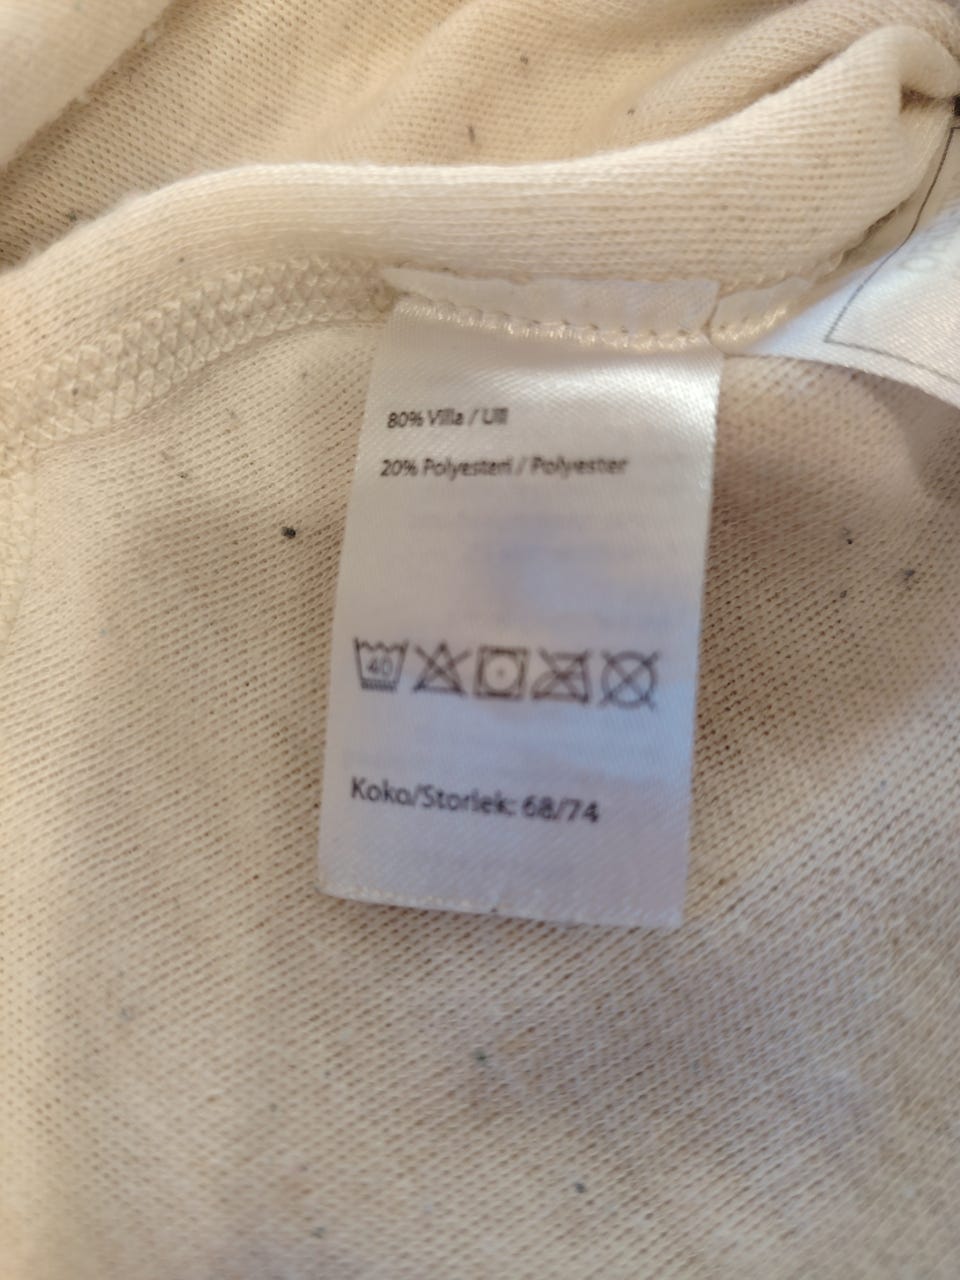 80% Villa / Ull
20% Polyesteri / Polyester
40
Koko/Storlek: 68/74